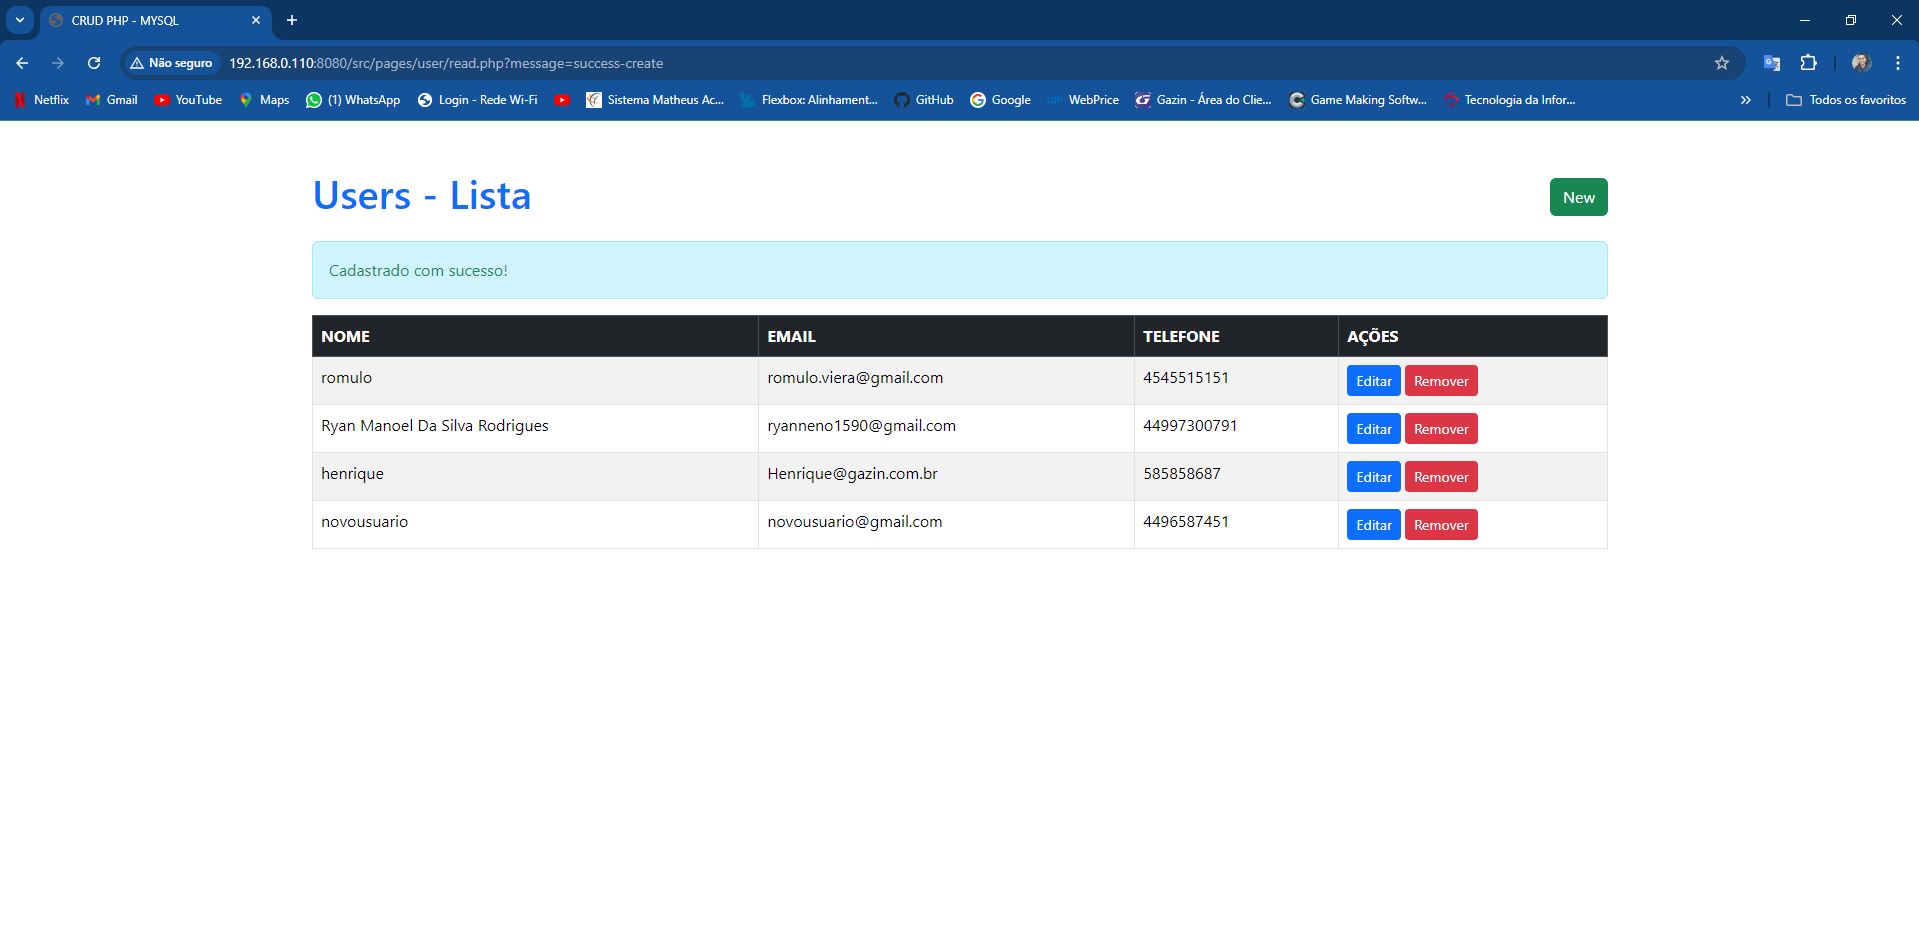 CRUD PHP - MYSQL
Não seguro 192.168.0.110:8080/src/pages/user/read.php?message=success-create
Netflix Gmail YouTube Maps (1) WhatsApp Login - Rede Wi-Fi Sistema Matheus Ac... Flexbox: Alinhament... GitHub Google WebPrice Gazin - Área do Clie... Game Making Softw... Tecnologia da Infor... Todos os favoritos
Users - Lista
New
Cadastrado com sucesso!
NOME EMAIL TELEFONE AÇÕES
romulo romulo.viera@gmail.com 4545515151 Editar Remover
Ryan Manoel Da Silva Rodrigues ryanneno1590@gmail.com 44997300791 Editar Remover
henrique Henrique@gazin.com.br 585858687 Editar Remover
novousuario novousuario@gmail.com 4496587451 Editar Remover